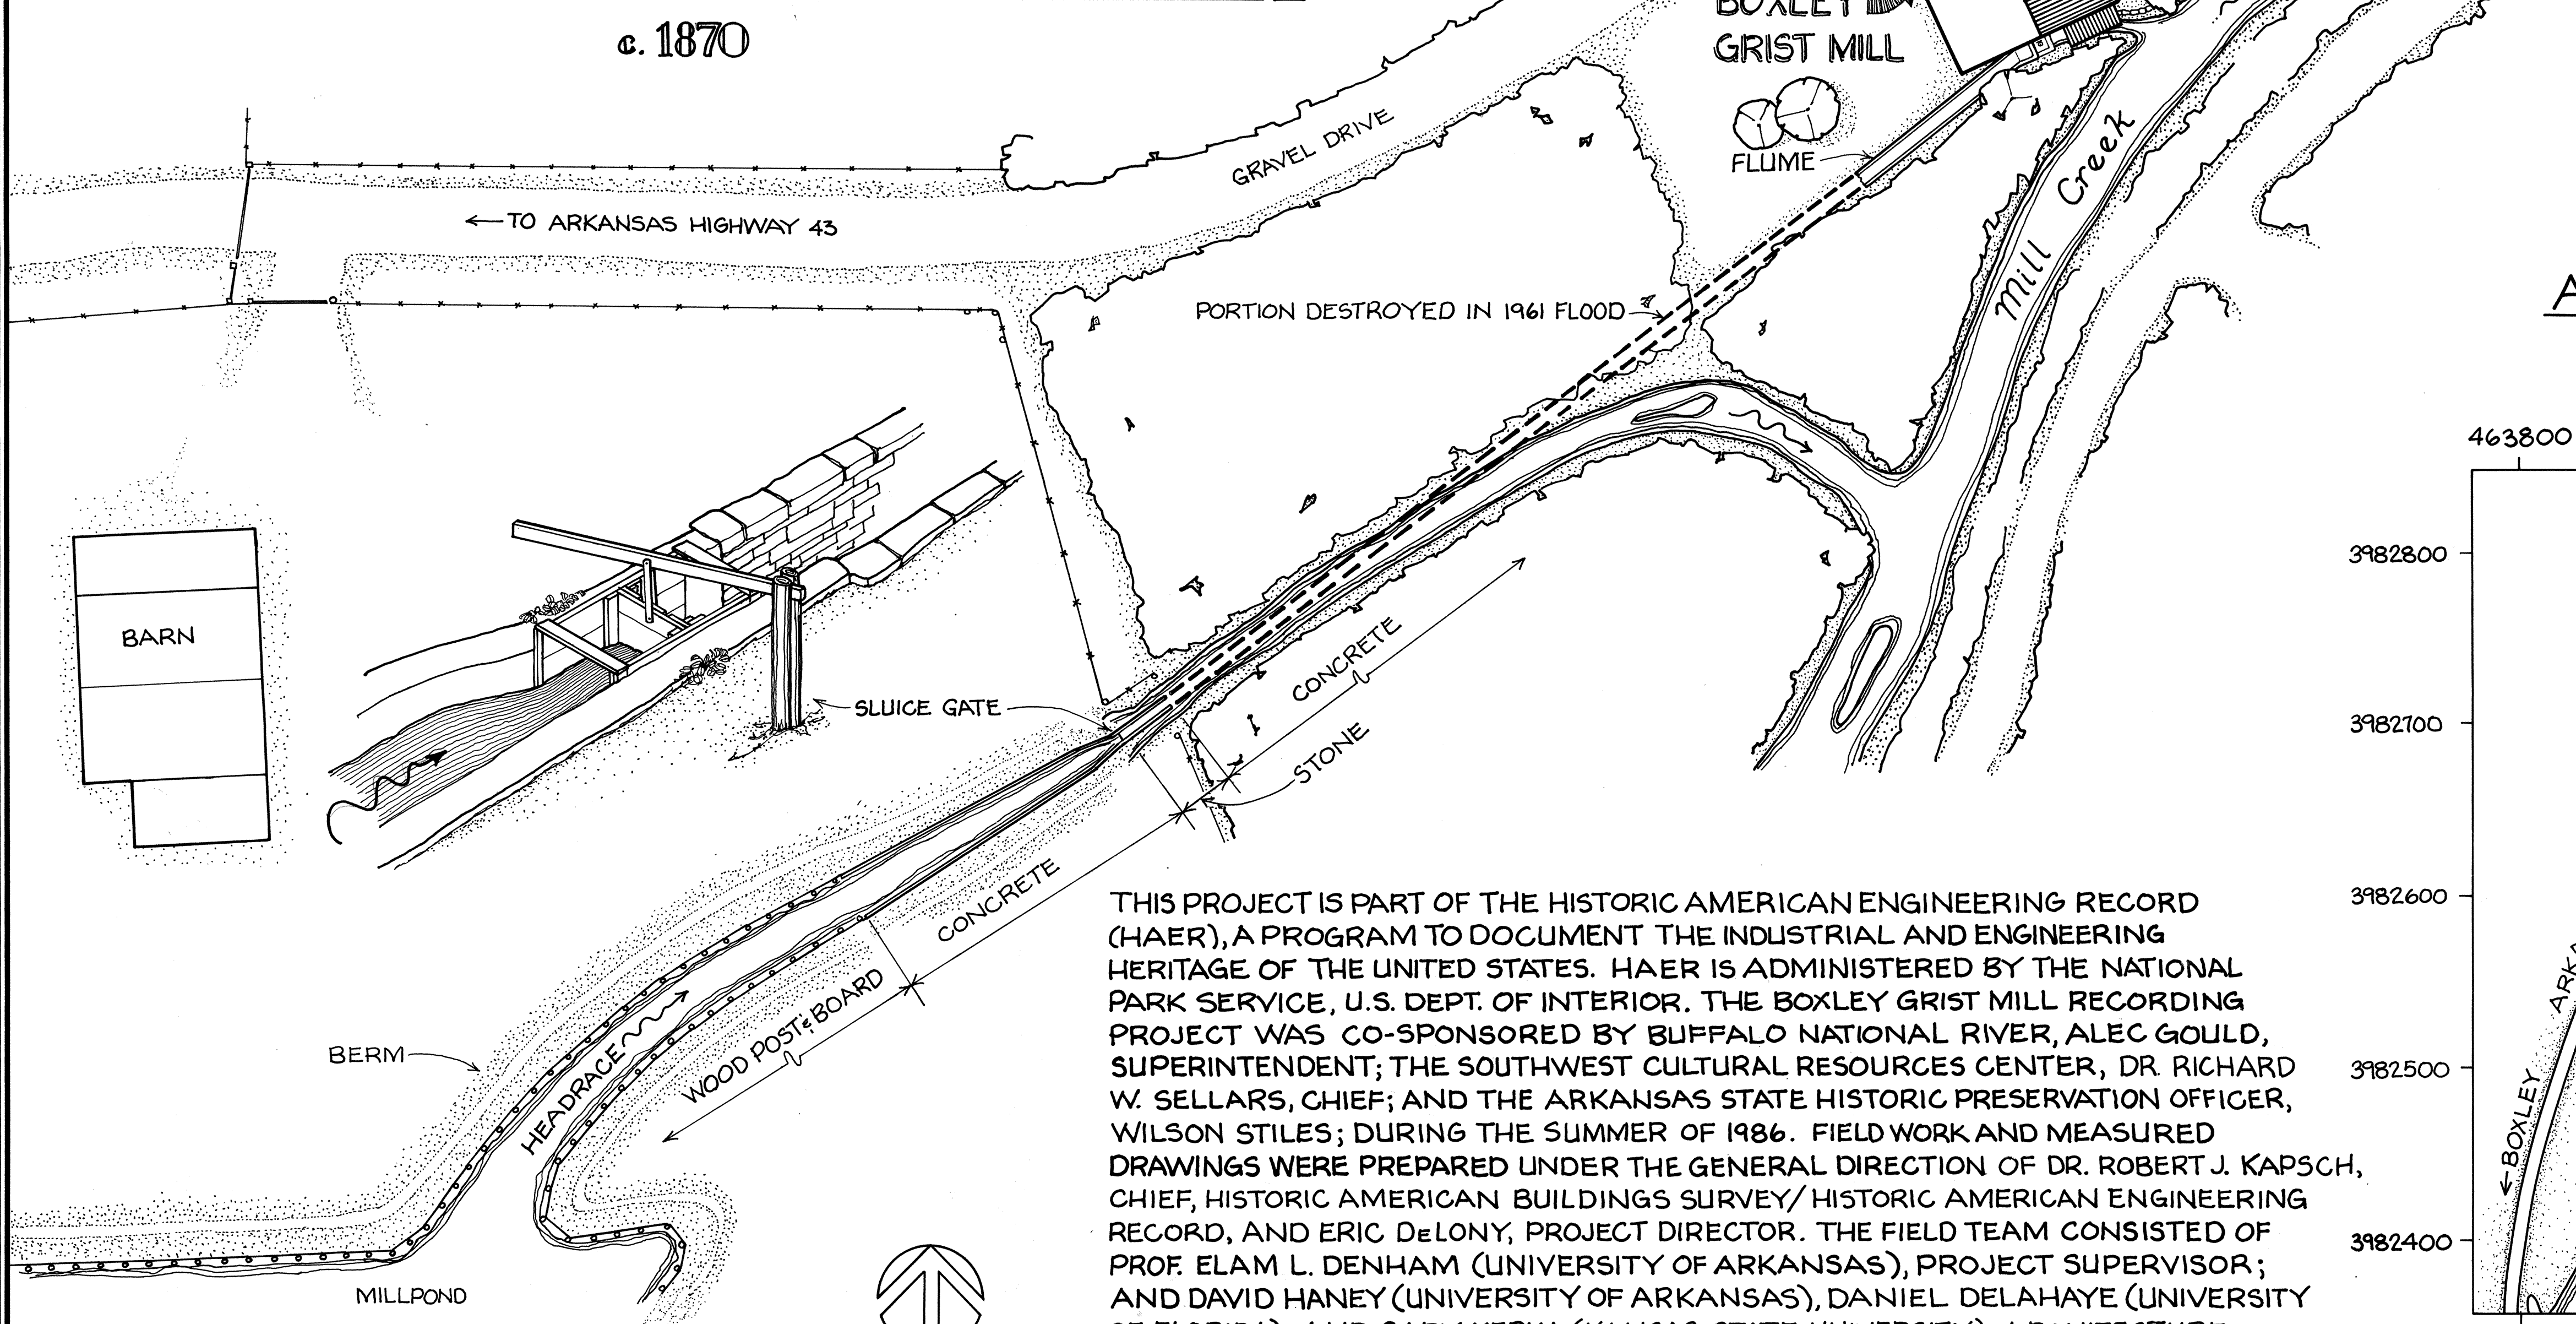 c. 1870
BOXLEY
GRIST MILL
GRAVEL DRIVE
FLUME
Mill Creek
← TO ARKANSAS HIGHWAY 43
PORTION DESTROYED IN 1961 FLOOD
BARN
SLUICE GATE
CONCRETE
STONE
CONCRETE
WOOD POST & BOARD
BERM
HEADRACE
MILLPOND
463800
3982800
3982700
3982600
3982500
3982400
← BOXLEY
THIS PROJECT IS PART OF THE HISTORIC AMERICAN ENGINEERING RECORD
(HAER), A PROGRAM TO DOCUMENT THE INDUSTRIAL AND ENGINEERING
HERITAGE OF THE UNITED STATES. HAER IS ADMINISTERED BY THE NATIONAL
PARK SERVICE, U.S. DEPT. OF INTERIOR. THE BOXLEY GRIST MILL RECORDING
PROJECT WAS CO-SPONSORED BY BUFFALO NATIONAL RIVER, ALEC GOULD,
SUPERINTENDENT; THE SOUTHWEST CULTURAL RESOURCES CENTER, DR. RICHARD
W. SELLARS, CHIEF; AND THE ARKANSAS STATE HISTORIC PRESERVATION OFFICER,
WILSON STILES; DURING THE SUMMER OF 1986. FIELD WORK AND MEASURED
DRAWINGS WERE PREPARED UNDER THE GENERAL DIRECTION OF DR. ROBERT J. KAPSCH,
CHIEF, HISTORIC AMERICAN BUILDINGS SURVEY/HISTORIC AMERICAN ENGINEERING
RECORD, AND ERIC DeLONY, PROJECT DIRECTOR. THE FIELD TEAM CONSISTED OF
PROF. ELAM L. DENHAM (UNIVERSITY OF ARKANSAS), PROJECT SUPERVISOR;
AND DAVID HANEY (UNIVERSITY OF ARKANSAS), DANIEL DELAHAYE (UNIVERSITY